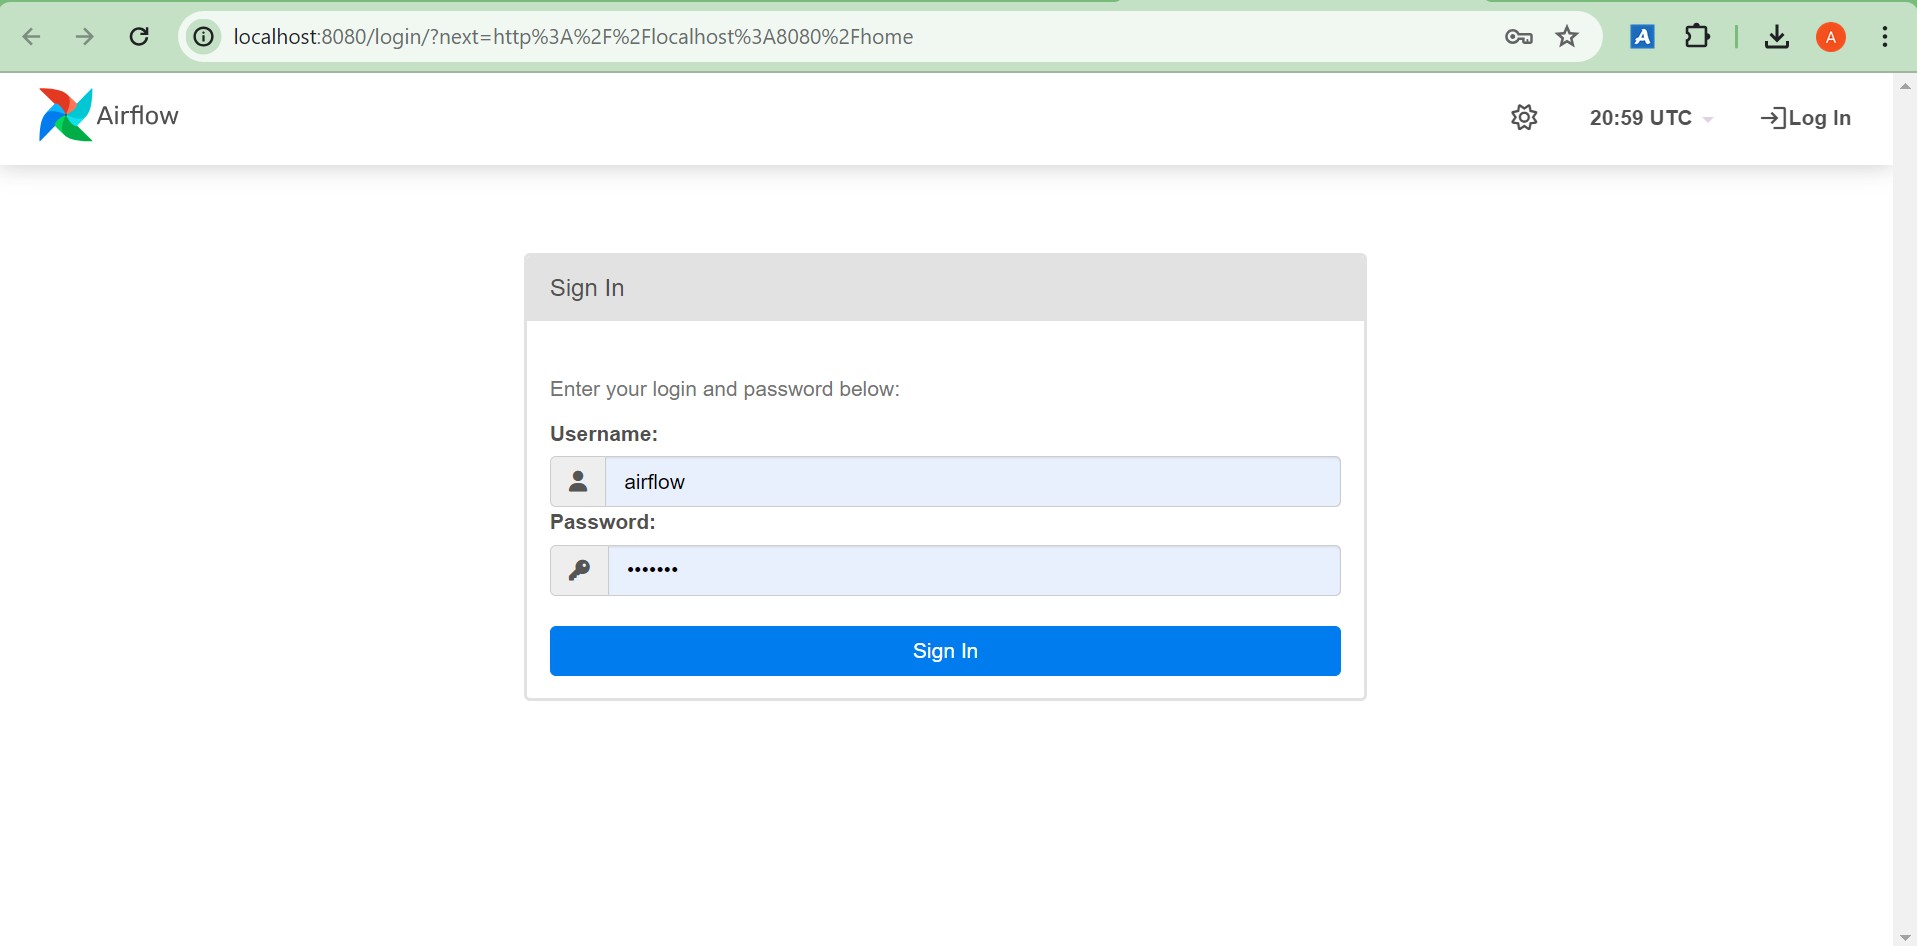 localhost:8080/login/?next=http%3A%2F%2Flocalhost%3A8080%2Fhome
A
A
Airflow
20:59 UTC
Log In
Sign In
Enter your login and password below:
Username:
airflow
Password:
•••••••
Sign In